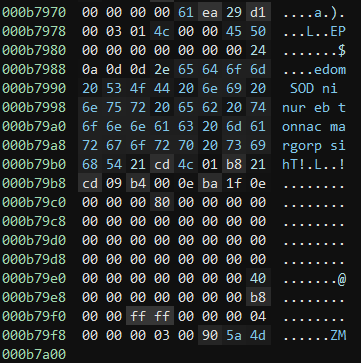 000b7970 00 00 00 00 61 ea 29 d1 ....a.).
000b7978 00 03 01 4c 00 00 45 50 ...L..EP
000b7980 00 00 00 00 00 00 00 24 .......$
000b7988 0a 0d 0d 2e 65 64 6f 6d ....edom
000b7990 20 53 4f 44 20 6e 69 20  SOD ni 
000b7998 6e 75 72 20 65 62 20 74 nur eb t
000b79a0 6f 6e 6e 61 63 20 6d 61 onnac ma
000b79a8 72 67 6f 72 70 20 73 69 rgorp si
000b79b0 68 54 21 cd 4c 01 b8 21 hT!.L..!
000b79b8 cd 09 b4 00 0e ba 1f 0e ........
000b79c0 00 00 00 80 00 00 00 00 ........
000b79c8 00 00 00 00 00 00 00 00 ........
000b79d0 00 00 00 00 00 00 00 00 ........
000b79d8 00 00 00 00 00 00 00 00 ........
000b79e0 00 00 00 00 00 00 00 40 .......@
000b79e8 00 00 00 00 00 00 00 b8 ........
000b79f0 00 00 ff ff 00 00 00 04 ........
000b79f8 00 00 00 03 00 90 5a 4d ......ZM
000b7a00